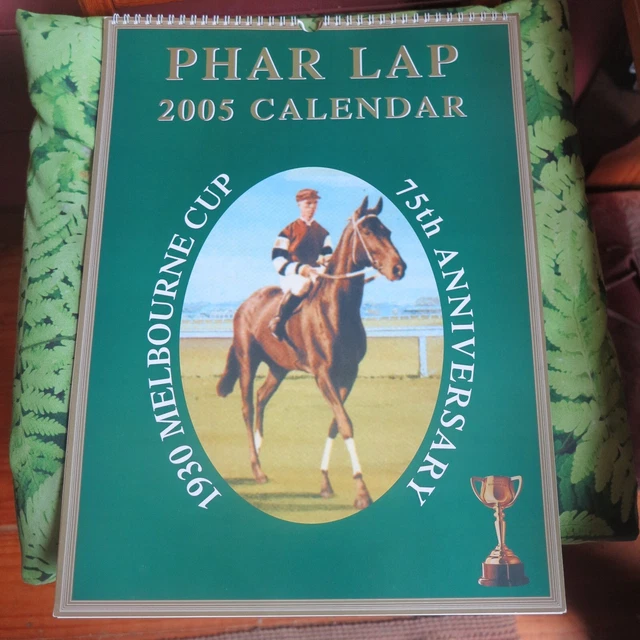 PHAR LAP
2005 CALENDAR
1930 MELBOURNE CUP
75th ANNIVERSARY